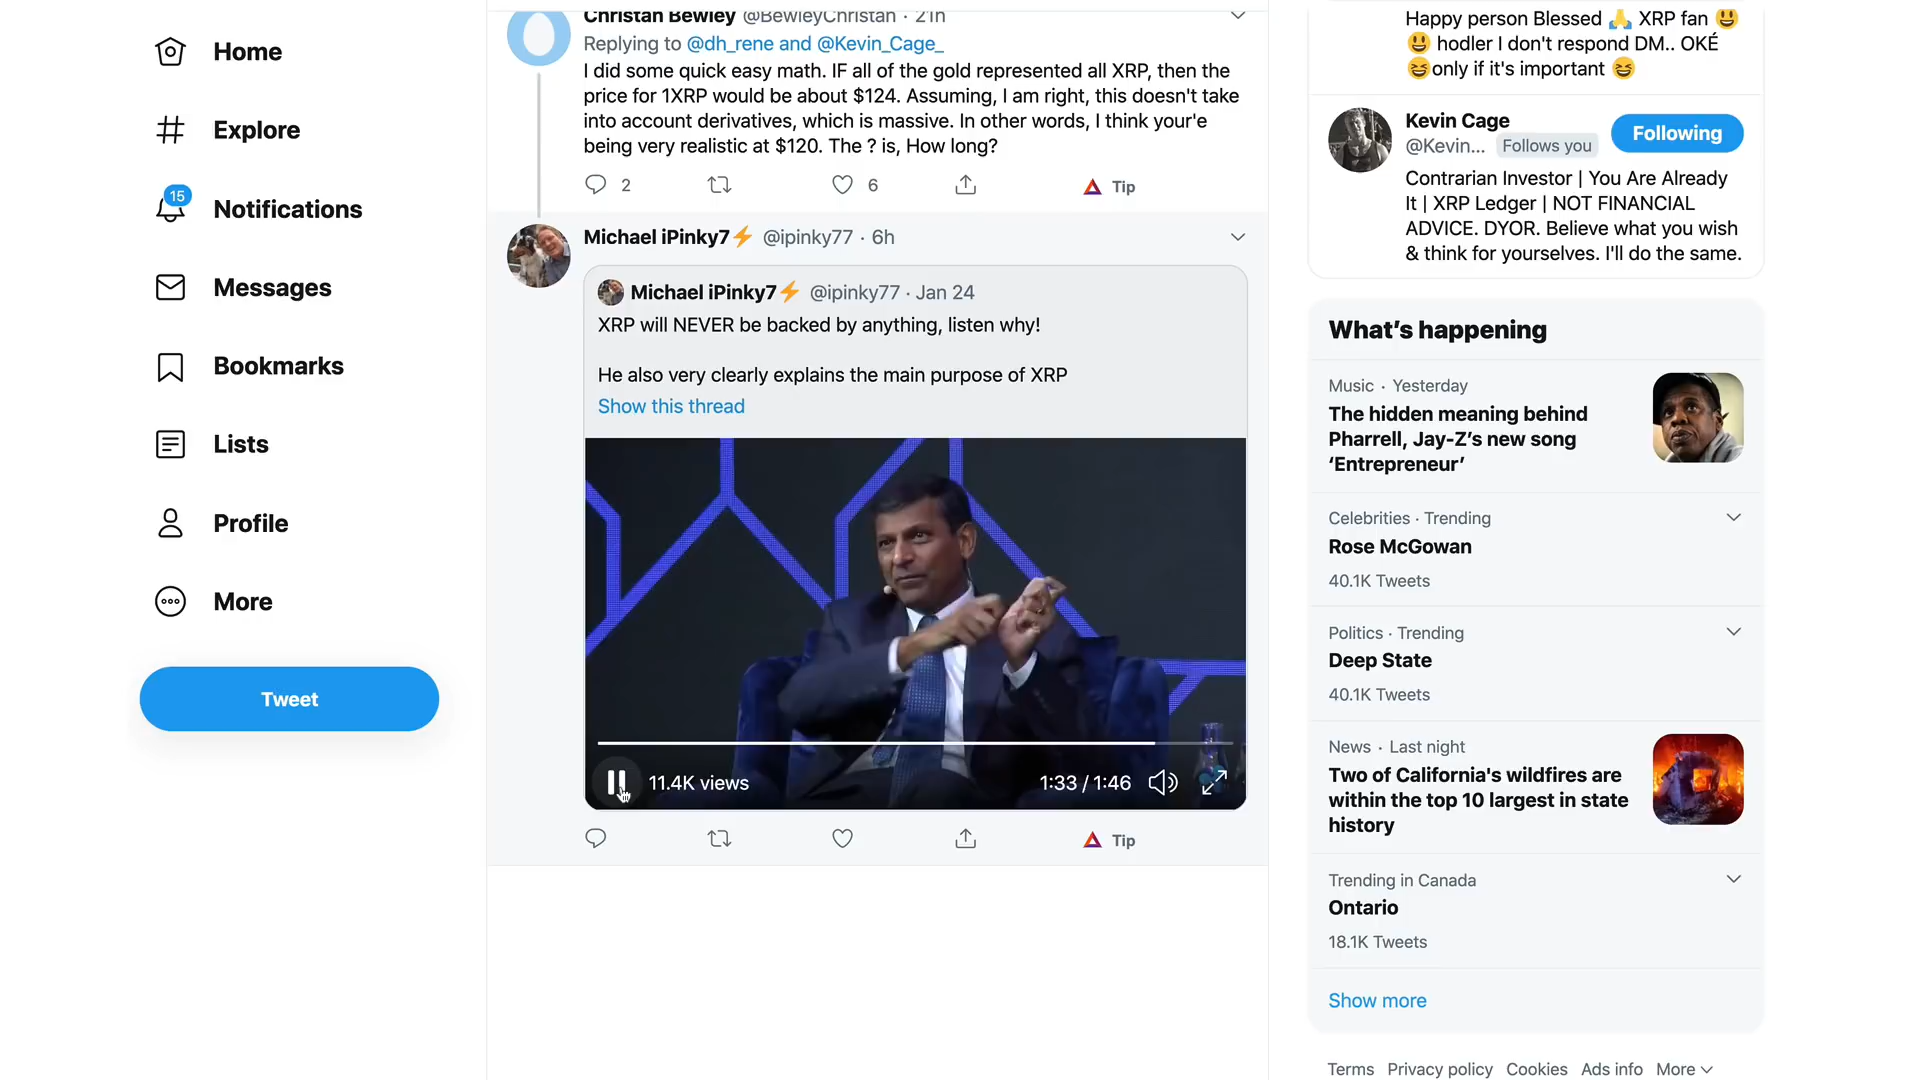 Home
Explore
15
Notifications
Messages
Bookmarks
Lists
Profile
More
Tweet
Christan Bewley @BewleyChristan · 21h
Replying to @dh_rene and @Kevin_Cage_
I did some quick easy math. IF all of the gold represented all XRP, then the
price for 1XRP would be about $124. Assuming, I am right, this doesn't take
into account derivatives, which is massive. In other words, I think your'e
being very realistic at $120. The ? is, How long?
2
6
Tip
Michael iPinky7⚡ @ipinky77 · 6h
Michael iPinky7⚡ @ipinky77 · Jan 24
XRP will NEVER be backed by anything, listen why!
He also very clearly explains the main purpose of XRP
Show this thread
11.4K views
1:33 / 1:46
Tip
Happy person Blessed 🙏 XRP fan 😃
😃 hodler I don't respond DM.. OKÉ
😆only if it's important 😆
Kevin Cage
@Kevin... Follows you
Following
Contrarian Investor | You Are Already
It | XRP Ledger | NOT FINANCIAL
ADVICE. DYOR. Believe what you wish
& think for yourselves. I'll do the same.
What's happening
Music · Yesterday
The hidden meaning behind
Pharrell, Jay-Z's new song
'Entrepreneur'
Celebrities · Trending
Rose McGowan
40.1K Tweets
Politics · Trending
Deep State
40.1K Tweets
News · Last night
Two of California's wildfires are
within the top 10 largest in state
history
Trending in Canada
Ontario
18.1K Tweets
Show more
Terms Privacy policy Cookies Ads info More